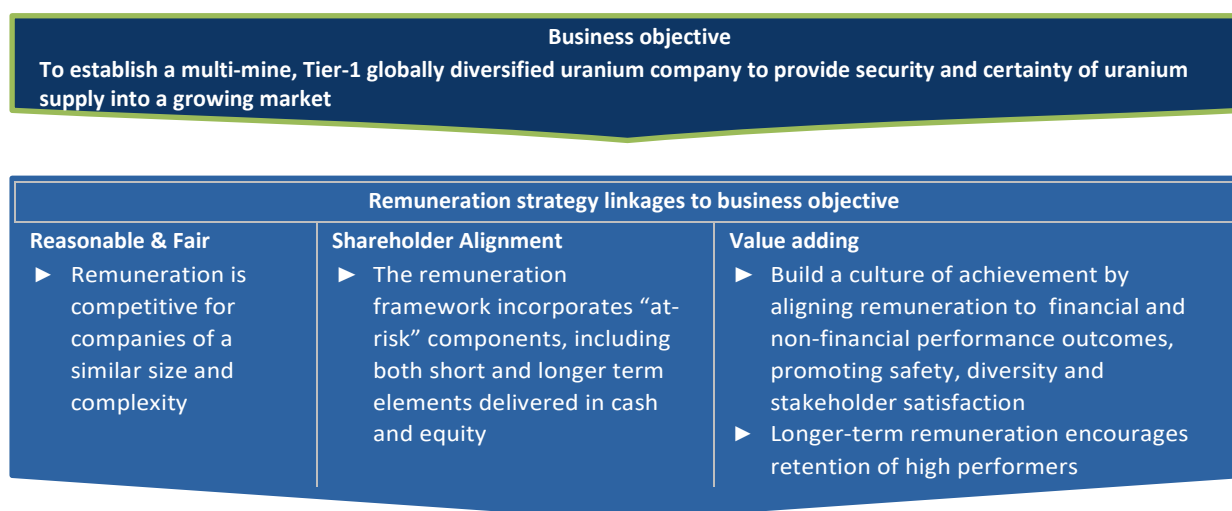 Business objective
To establish a multi-mine, Tier-1 globally diversified uranium company to provide security and certainty of uranium
supply into a growing market
Remuneration strategy linkages to business objective
Reasonable & Fair
► Remuneration is
competitive for
companies of a
similar size and
complexity
Shareholder Alignment
► The remuneration
framework incorporates “at-
risk” components, including
both short and longer term
elements delivered in cash
and equity
Value adding
► Build a culture of achievement by
aligning remuneration to financial and
non-financial performance outcomes,
promoting safety, diversity and
stakeholder satisfaction
► Longer-term remuneration encourages
retention of high performers